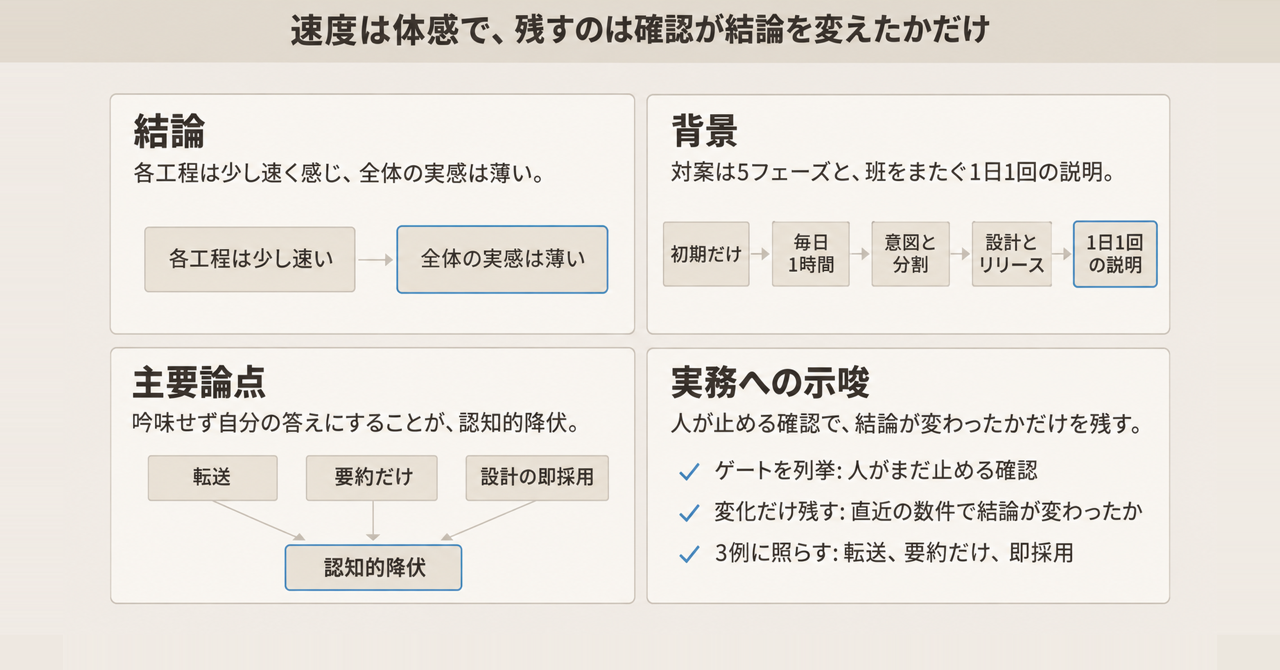 速度は体感で、残すのは確認が結論を変えたかだけ
結論
各工程は少し速く感じ、全体の実感は薄い。
各工程は少し速い
全体の実感は薄い
背景
対案は5フェーズと、班をまたぐ1日1回の説明。
初期だけ
毎日
1時間
意図と
分割
設計と
リリース
1日1回
の説明
主要論点
吟味せず自分の答えにすることが、認知的降伏。
転送
要約だけ
設計の即採用
認知的降伏
実務への示唆
人が止める確認で、結論が変わったかだけを残す。
ゲートを列挙: 人がまだ止める確認
変化だけ残す: 直近の数件で結論が変わったか
3例に照らす: 転送、要約だけ、即採用